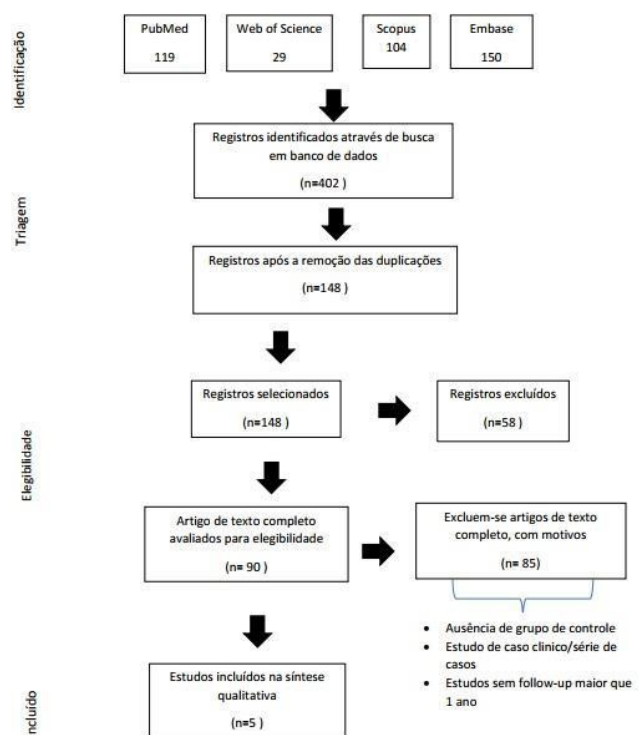 Identificação
PubMed
119
Web of Science
29
Scopus
104
Embase
150
Registros identificados através de busca
em banco de dados
(n=402 )
Triagem
Registros após a remoção das duplicações
(n=148 )
Registros selecionados
(n=148 )
Registros excluídos
(n=58 )
Elegibilidade
Artigo de texto completo
avaliados para elegibilidade
(n= 90 )
Excluem-se artigos de texto
completo, com motivos
(n= 85)
• Ausência de grupo de controle
• Estudo de caso clinico/série de
casos
• Estudos sem follow-up maior que
1 ano
ncluído
Estudos incluídos na síntese
qualitativa
(n=5 )